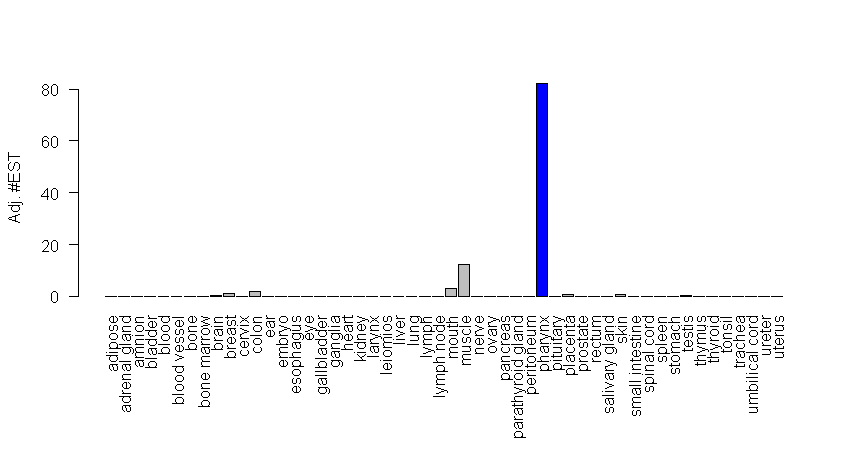 Adj. #EST
80
60
40
20
0
adipose
adrenal gland
amnion
bladder
blood
blood vessel
bone
bone marrow
brain
breast
cervix
colon
ear
embryo
esophagus
eye
gallbladder
ganglia
heart
kidney
larynx
leiomios
liver
lung
lymph
lymph node
mouth
muscle
nerve
ovary
pancreas
parathyroid gland
peritoneum
pharynx
pituitary
placenta
prostate
rectum
salivary gland
skin
small intestine
spinal cord
spleen
stomach
testis
thymus
thyroid
tonsil
trachea
umbilical cord
ureter
uterus